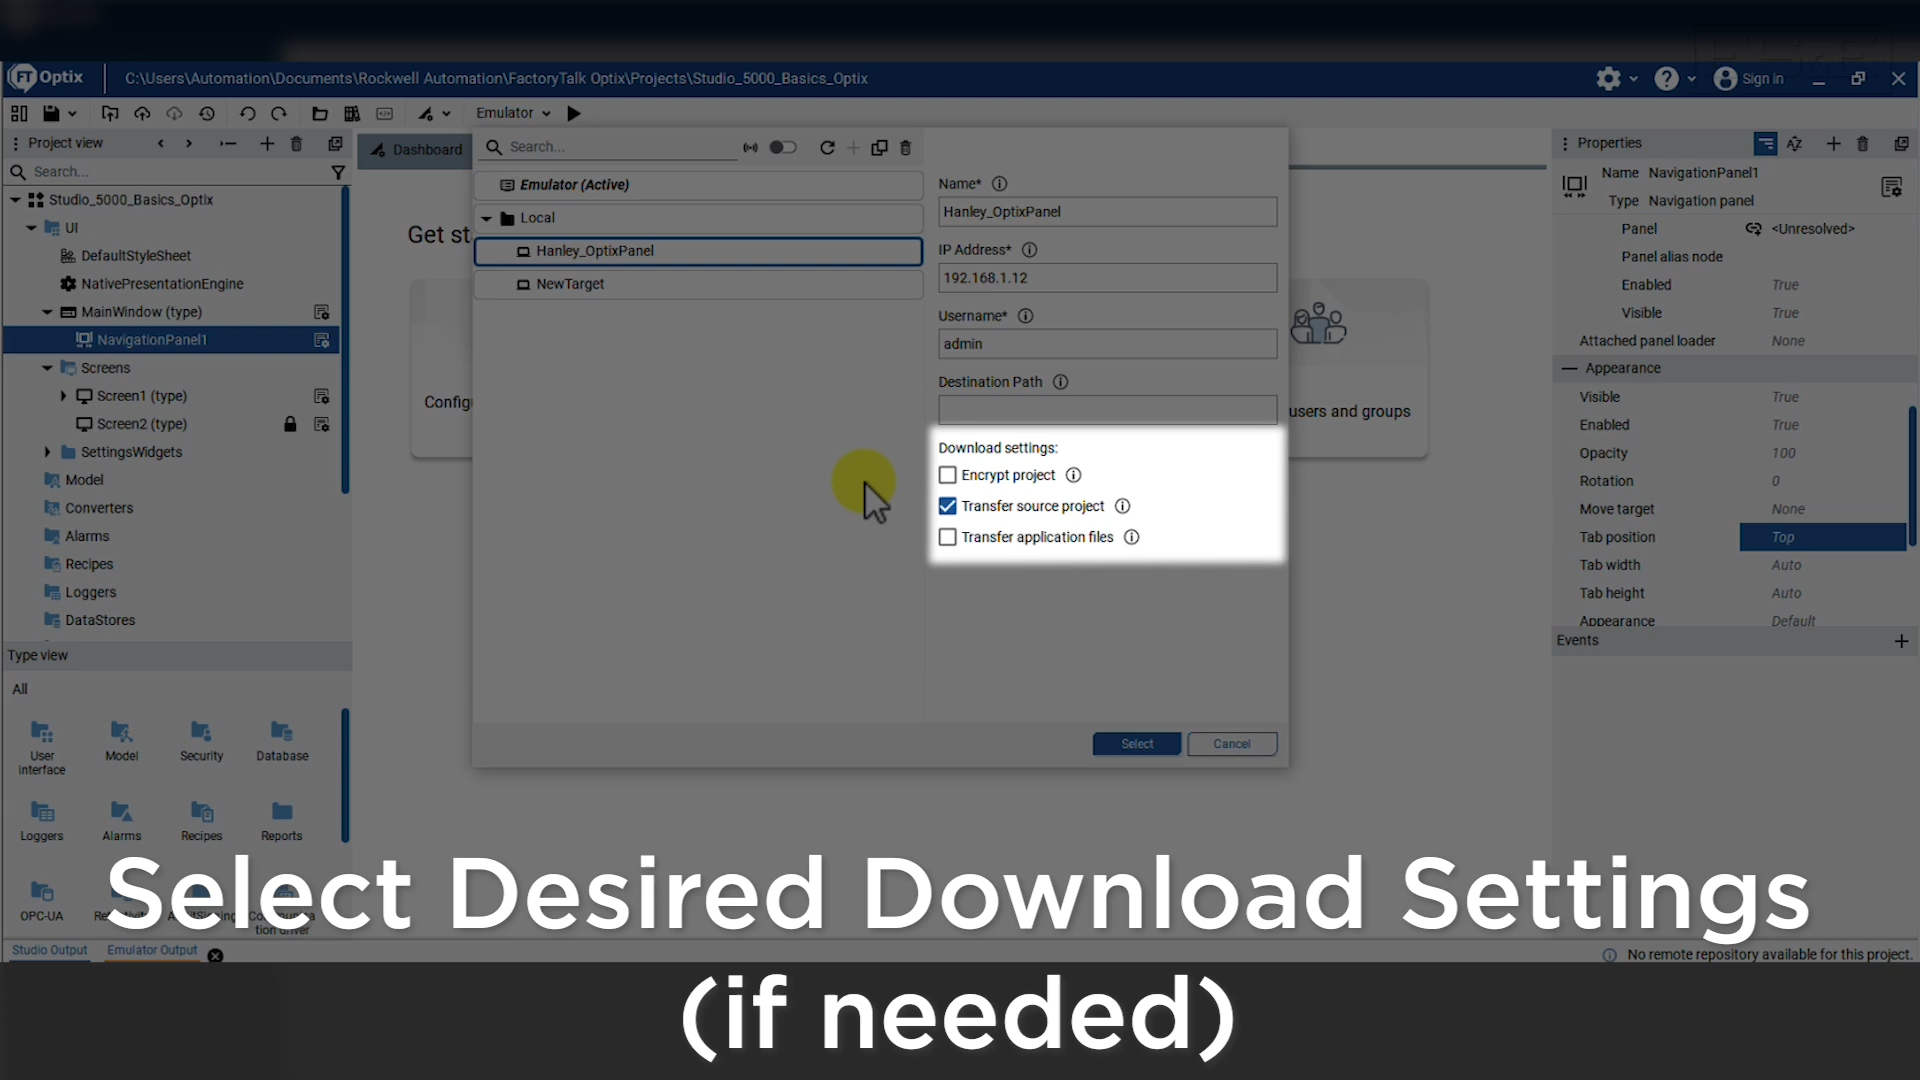 FT Optix
C:\Users\Automation\Documents\Rockwell Automation\FactoryTalk Optix\Projects\Studio_5000_Basics_Optix
Sign in
Emulator
Project view
Search...
Studio_5000_Basics_Optix
UI
DefaultStyleSheet
NativePresentationEngine
MainWindow (type)
NavigationPanel1
Screens
Screen1 (type)
Screen2 (type)
SettingsWidgets
Model
Converters
Alarms
Recipes
Loggers
DataStores
Type view
All
User interface
Model
Security
Database
Loggers
Alarms
Recipes
Reports
OPC-UA
tion driver
Studio Output
Emulator Output
Dashboard
Get st
Config
users and groups
Search...
Emulator (Active)
Local
Hanley_OptixPanel
NewTarget
Name*
Hanley_OptixPanel
IP Address*
192.168.1.12
Username*
admin
Destination Path
Download settings:
Encrypt project
Transfer source project
Transfer application files
Select
Cancel
Properties
Name NavigationPanel1
Type Navigation panel
Panel <Unresolved>
Panel alias node
Enabled True
Visible True
Attached panel loader None
Appearance
Visible True
Enabled True
Opacity 100
Rotation 0
Move target None
Tab position Top
Tab width Auto
Tab height Auto
Appearance Default
Events
No remote repository available for this project.
Select Desired Download Settings
(if needed)